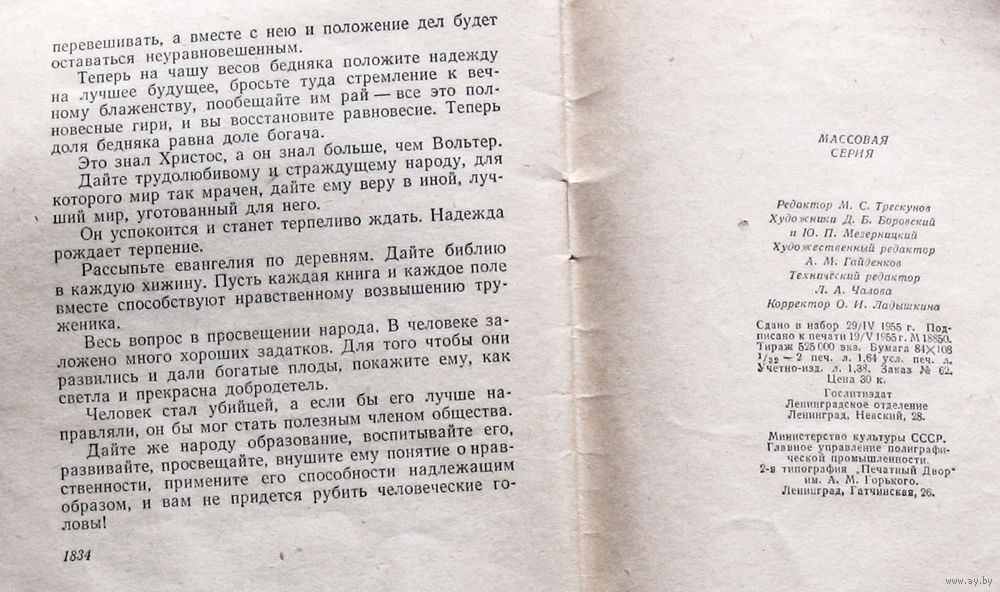 перевешивать, а вместе с нею и положение дел будет
оставаться неуравновешенным.
Теперь на чашу весов бедняка положите надежду
на лучшее будущее, бросьте туда стремление к веч-
ному блаженству, пообещайте им рай — все это пол-
новесные гири, и вы восстановите равновесие. Теперь
доля бедняка равна доле богача.
Это знал Христос, а он знал больше, чем Вольтер.
Дайте трудолюбивому и страждущему народу, для
которого мир так мрачен, дайте ему веру в иной, луч-
ший мир, уготованный для него.
Он успокоится и станет терпеливо ждать. Надежда
рождает терпение.
Рассыпьте евангелия по деревням. Дайте библию
в каждую хижину. Пусть каждая книга и каждое поле
вместе способствуют нравственному возвышению тру-
женика.
Весь вопрос в просвещении народа. В человеке за-
ложено много хороших задатков. Для того чтобы они
развились и дали богатые плоды, покажите ему, как
светла и прекрасна добродетель.
Человек стал убийцей, а если бы его лучше на-
правляли, он бы мог стать полезным членом общества.
Дайте же народу образование, воспитывайте его,
развивайте, просвещайте, внушите ему понятие о нрав-
ственности, примените его способности надлежащим
образом, и вам не придется рубить человеческие го-
ловы!
1834
МАССОВАЯ
СЕРИЯ
Редактор М. С. Трескунов
Художники Д. Б. Боровский
и Ю. П. Мезерницкий
Художественный редактор
А. М. Гайденков
Технический редактор
Л. А. Чалова
Корректор О. И. Ладышкина
Сдано в набор 29/IV 1955 г. Под-
писано к печати 19/V 1955 г. М 18850.
Тираж 525 000 экз. Бумага 84×108
1/32 — 2 печ. л. 1,64 усл. печ. л.
Учетно-изд. л. 1,38. Заказ № 62.
Цена 30 к.
Гослитиздат
Ленинградское отделение
Ленинград, Невский, 28.
Министерство культуры СССР.
Главное управление полиграфи-
ческой промышленности.
2-я типография „Печатный Двор“
им. А. М. Горького.
Ленинград, Гатчинская, 26.
www.ay.by